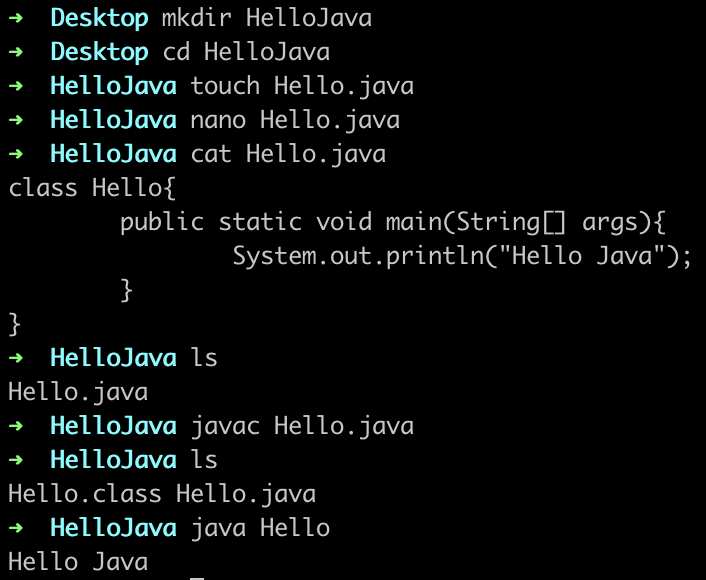 ➜  Desktop mkdir HelloJava
➜  Desktop cd HelloJava
➜  HelloJava touch Hello.java
➜  HelloJava nano Hello.java
➜  HelloJava cat Hello.java
class Hello{
        public static void main(String[] args){
                System.out.println("Hello Java");
        }
}
➜  HelloJava ls
Hello.java
➜  HelloJava javac Hello.java
➜  HelloJava ls
Hello.class Hello.java
➜  HelloJava java Hello
Hello Java